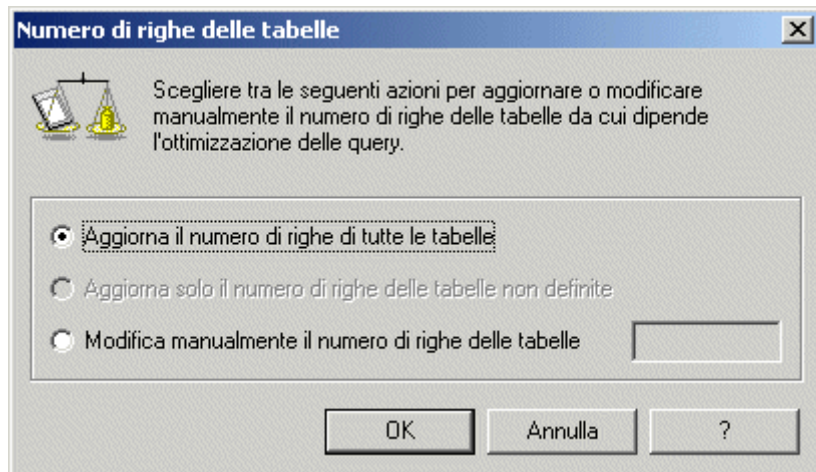 Numero di righe delle tabelle
Scegliere tra le seguenti azioni per aggiornare o modificare
manualmente il numero di righe delle tabelle da cui dipende
l'ottimizzazione delle query.
Aggiorna il numero di righe di tutte le tabelle
Aggiorna solo il numero di righe delle tabelle non definite
Modifica manualmente il numero di righe delle tabelle
OK Annulla ?